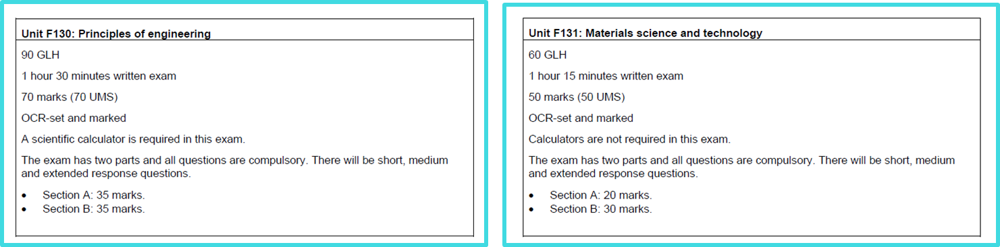 Unit F130: Principles of engineering
90 GLH
1 hour 30 minutes written exam
70 marks (70 UMS)
OCR-set and marked
A scientific calculator is required in this exam.
The exam has two parts and all questions are compulsory. There will be short, medium
and extended response questions.
• Section A: 35 marks.
• Section B: 35 marks.
Unit F131: Materials science and technology
60 GLH
1 hour 15 minutes written exam
50 marks (50 UMS)
OCR-set and marked
Calculators are not required in this exam.
The exam has two parts and all questions are compulsory. There will be short, medium
and extended response questions.
• Section A: 20 marks.
• Section B: 30 marks.